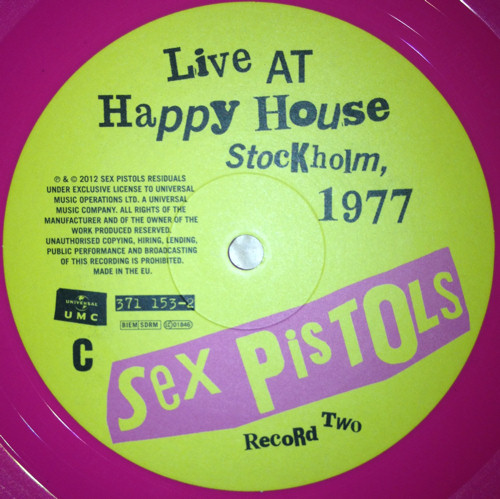 Live AT
Happy House
Stockholm,
1977
℗ & © 2012 SEX PISTOLS RESIDUALS
UNDER EXCLUSIVE LICENSE TO UNIVERSAL
MUSIC OPERATIONS LTD. A UNIVERSAL
MUSIC COMPANY. ALL RIGHTS OF THE
MANUFACTURER AND OF THE OWNER OF THE
WORK PRODUCED RESERVED.
UNAUTHORISED COPYING, HIRING, LENDING,
PUBLIC PERFORMANCE AND BROADCASTING
OF THIS RECORDING IS PROHIBITED.
MADE IN THE EU.
UNIVERSAL
UMC
371 153-2
BIEM SDRM
LC 01846
C
Sex PisTOLs
Record Two